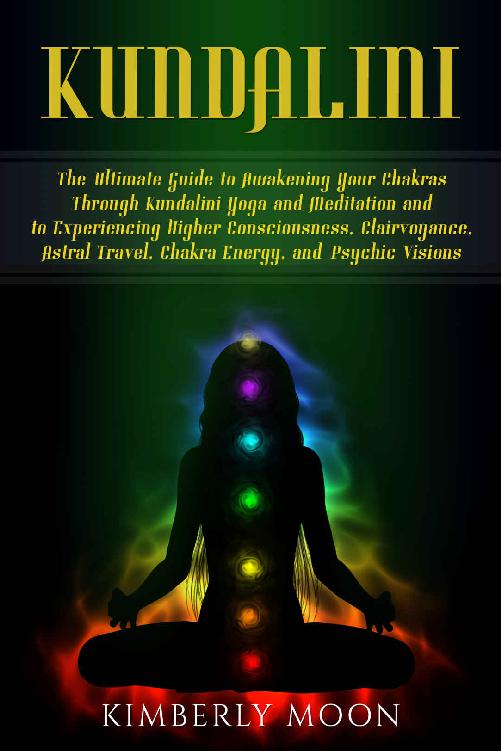 KUNDALINI
The Ultimate Guide to Awakening Your Chakras
Through Kundalini Yoga and Meditation and
to Experiencing Higher Consciousness, Clairvoyance,
Astral Travel, Chakra Energy, and Psychic Visions
KIMBERLY MOON